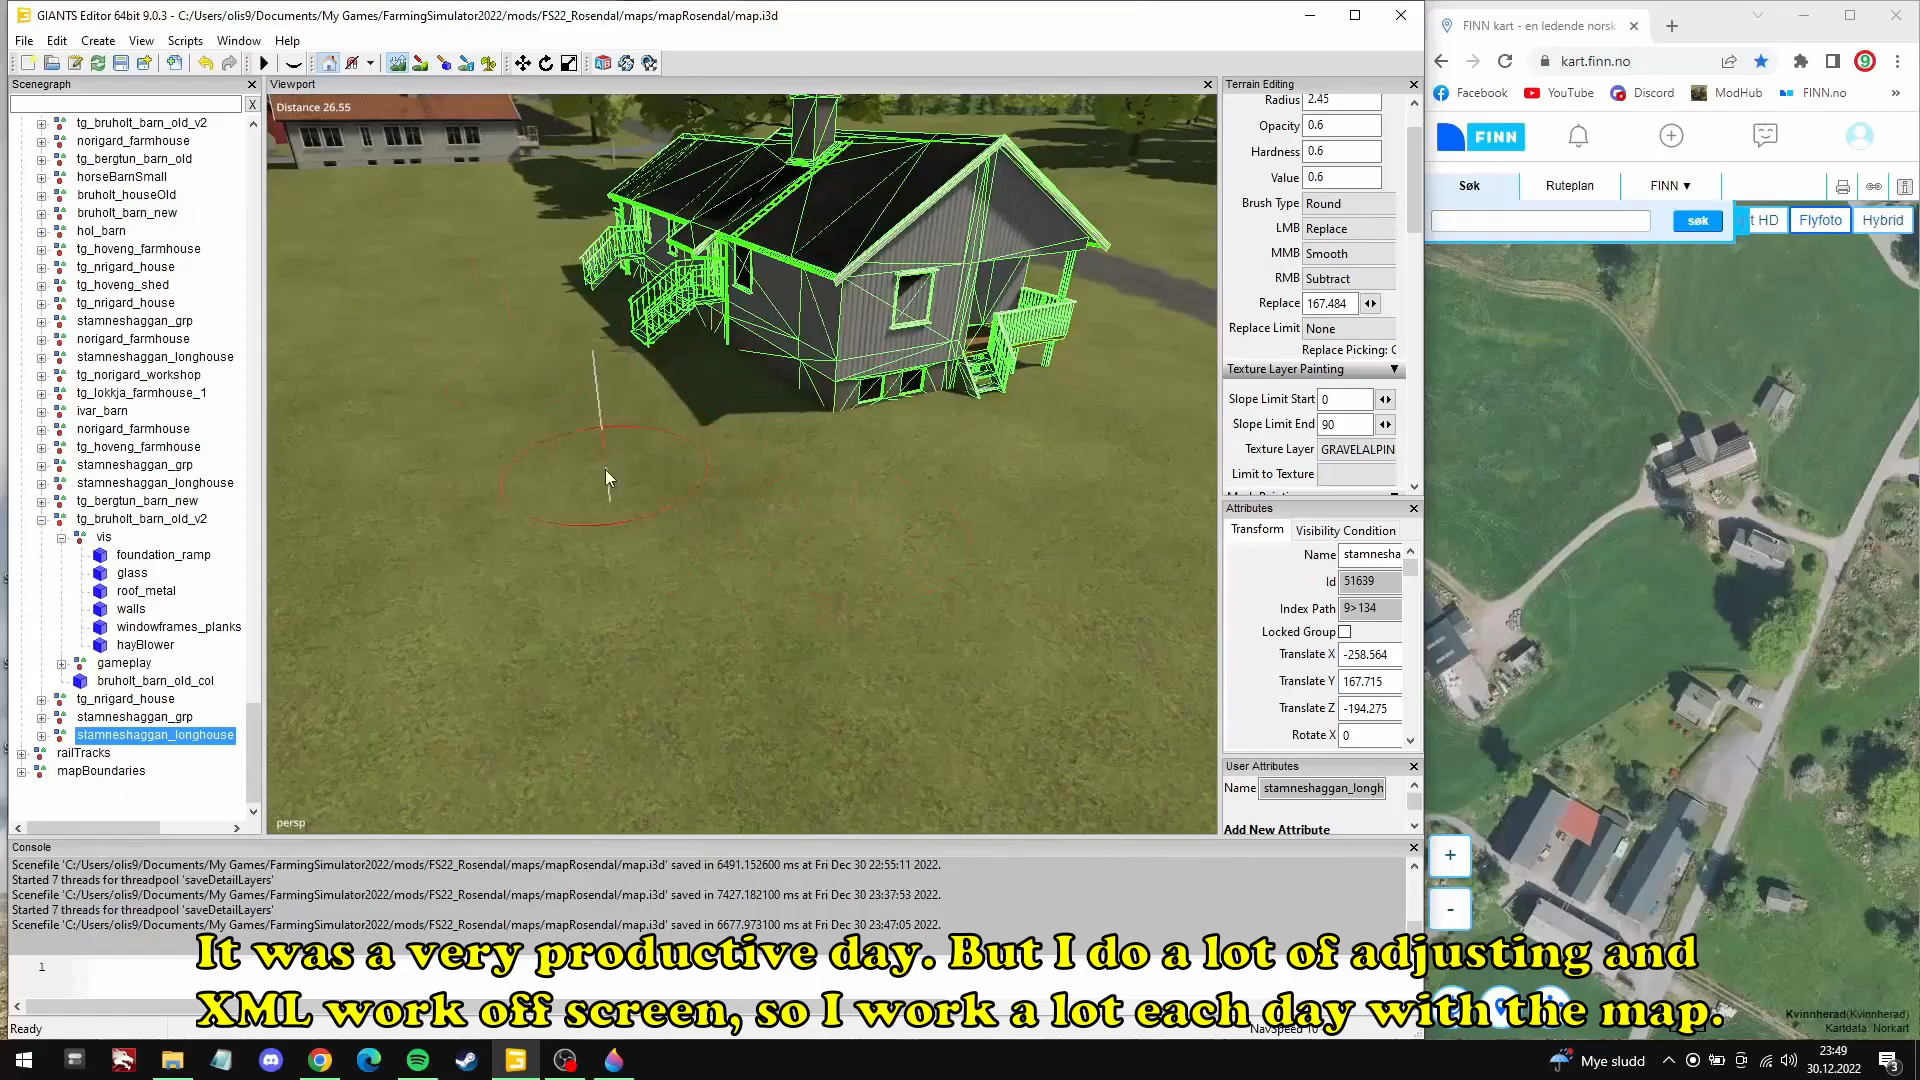 GIANTS Editor 64bit 9.0.3 - C:/Users/olis9/Documents/My Games/FarmingSimulator2022/mods/FS22_Rosendal/maps/mapRosendal/map.i3d
File Edit Create View Scripts Window Help
Scenegraph
X
tg_bruholt_barn_old_v2
norigard_farmhouse
tg_bergtun_barn_old
horseBarnSmall
bruholt_houseOld
bruholt_barn_new
hol_barn
tg_hoveng_farmhouse
tg_nrigard_house
tg_hoveng_shed
tg_nrigard_house
stamneshaggan_grp
norigard_farmhouse
stamneshaggan_longhouse
tg_norigard_workshop
tg_lokkja_farmhouse_1
ivar_barn
norigard_farmhouse
tg_hoveng_farmhouse
stamneshaggan_grp
stamneshaggan_longhouse
tg_bergtun_barn_new
tg_bruholt_barn_old_v2
vis
foundation_ramp
glass
roof_metal
walls
windowframes_planks
hayBlower
gameplay
bruholt_barn_old_col
tg_nrigard_house
stamneshaggan_grp
stamneshaggan_longhouse
railTracks
mapBoundaries
Viewport
Distance 26.55
persp
Terrain Editing
Radius 2.45
Opacity 0.6
Hardness 0.6
Value 0.6
Brush Type Round
LMB Replace
MMB Smooth
RMB Subtract
Replace 167.484
Replace Limit None
Replace Picking: C
Texture Layer Painting
Slope Limit Start 0
Slope Limit End 90
Texture Layer GRAVELALPIN
Limit to Texture
Attributes
Transform Visibility Condition
Name stamnesha
Id 51639
Index Path 9>134
Locked Group
Translate X -258.564
Translate Y 167.715
Translate Z -194.275
Rotate X 0
User Attributes
Name stamneshaggan_longh
Add New Attribute
Console
Scenefile 'C:/Users/olis9/Documents/My Games/FarmingSimulator2022/mods/FS22_Rosendal/maps/mapRosendal/map.i3d' saved in 6491.152600 ms at Fri Dec 30 22:55:11 2022.
Started 7 threads for threadpool 'saveDetailLayers'
Scenefile 'C:/Users/olis9/Documents/My Games/FarmingSimulator2022/mods/FS22_Rosendal/maps/mapRosendal/map.i3d' saved in 7427.182100 ms at Fri Dec 30 23:37:53 2022.
Started 7 threads for threadpool 'saveDetailLayers'
Scenefile 'C:/Users/olis9/Documents/My Games/FarmingSimulator2022/mods/FS22_Rosendal/maps/mapRosendal/map.i3d' saved in 6677.973100 ms at Fri Dec 30 23:47:05 2022.
1
Ready
NavSpeed 10
FINN kart - en ledende norsk
kart.finn.no
9
Facebook YouTube Discord ModHub FINN.no »
FINN
Søk Ruteplan FINN ▼
søk
t HD Flyfoto Hybrid
+
-
Kvinnherad(Kvinnherad)
Kartdata: Norkart
It was a very productive day. But I do a lot of adjusting and
XML work off screen, so I work a lot each day with the map.
Mye sludd
23:49
30.12.2022
3